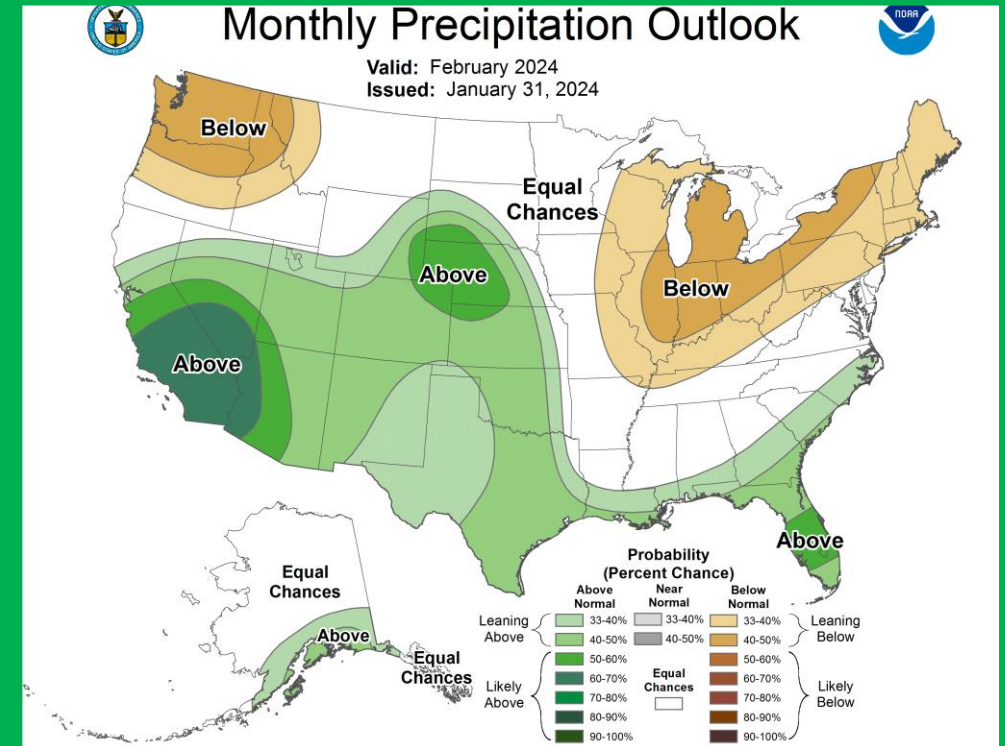 Monthly Precipitation Outlook
NOAA
Valid: February 2024
Issued: January 31, 2024
Below
Equal
Chances
Above
Below
Above
Above
Equal
Chances
Above
Equal
Chances
Probability
(Percent Chance)
Above
Normal
Near
Normal
Below
Normal
Leaning
Above
33-40%
40-50%
33-40%
40-50%
33-40%
40-50%
Leaning
Below
Likely
Above
50-60%
60-70%
70-80%
80-90%
90-100%
Equal
Chances
50-60%
60-70%
70-80%
80-90%
90-100%
Likely
Below